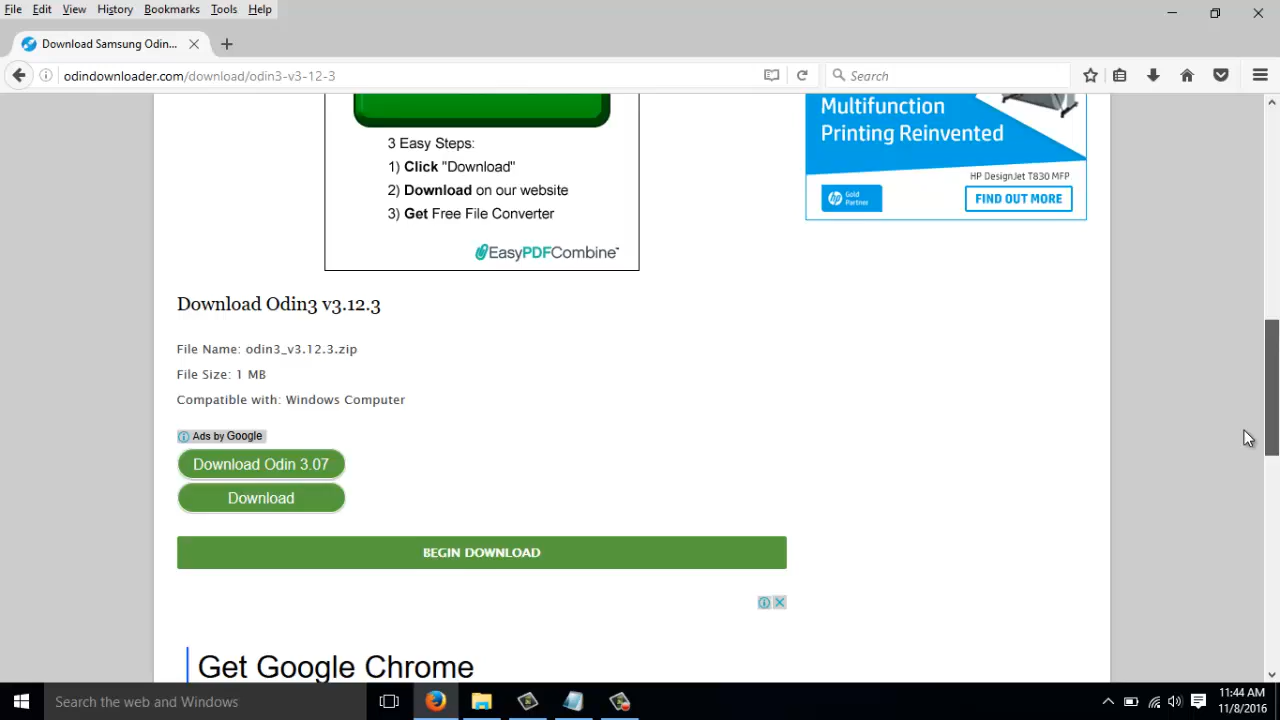 File Edit View History Bookmarks Tools Help
Download Samsung Odin...
odindownloader.com/download/odin3-v3-12-3
Search
Multifunction
Printing Reinvented
HP DesignJet T830 MFP
hp Gold Partner
FIND OUT MORE
3 Easy Steps:
1) Click "Download"
2) Download on our website
3) Get Free File Converter
EasyPDFCombine™
Download Odin3 v3.12.3
File Name: odin3_v3.12.3.zip
File Size: 1 MB
Compatible with: Windows Computer
Ads by Google
Download Odin 3.07
Download
BEGIN DOWNLOAD
Get Google Chrome
Search the web and Windows
11:44 AM
11/8/2016